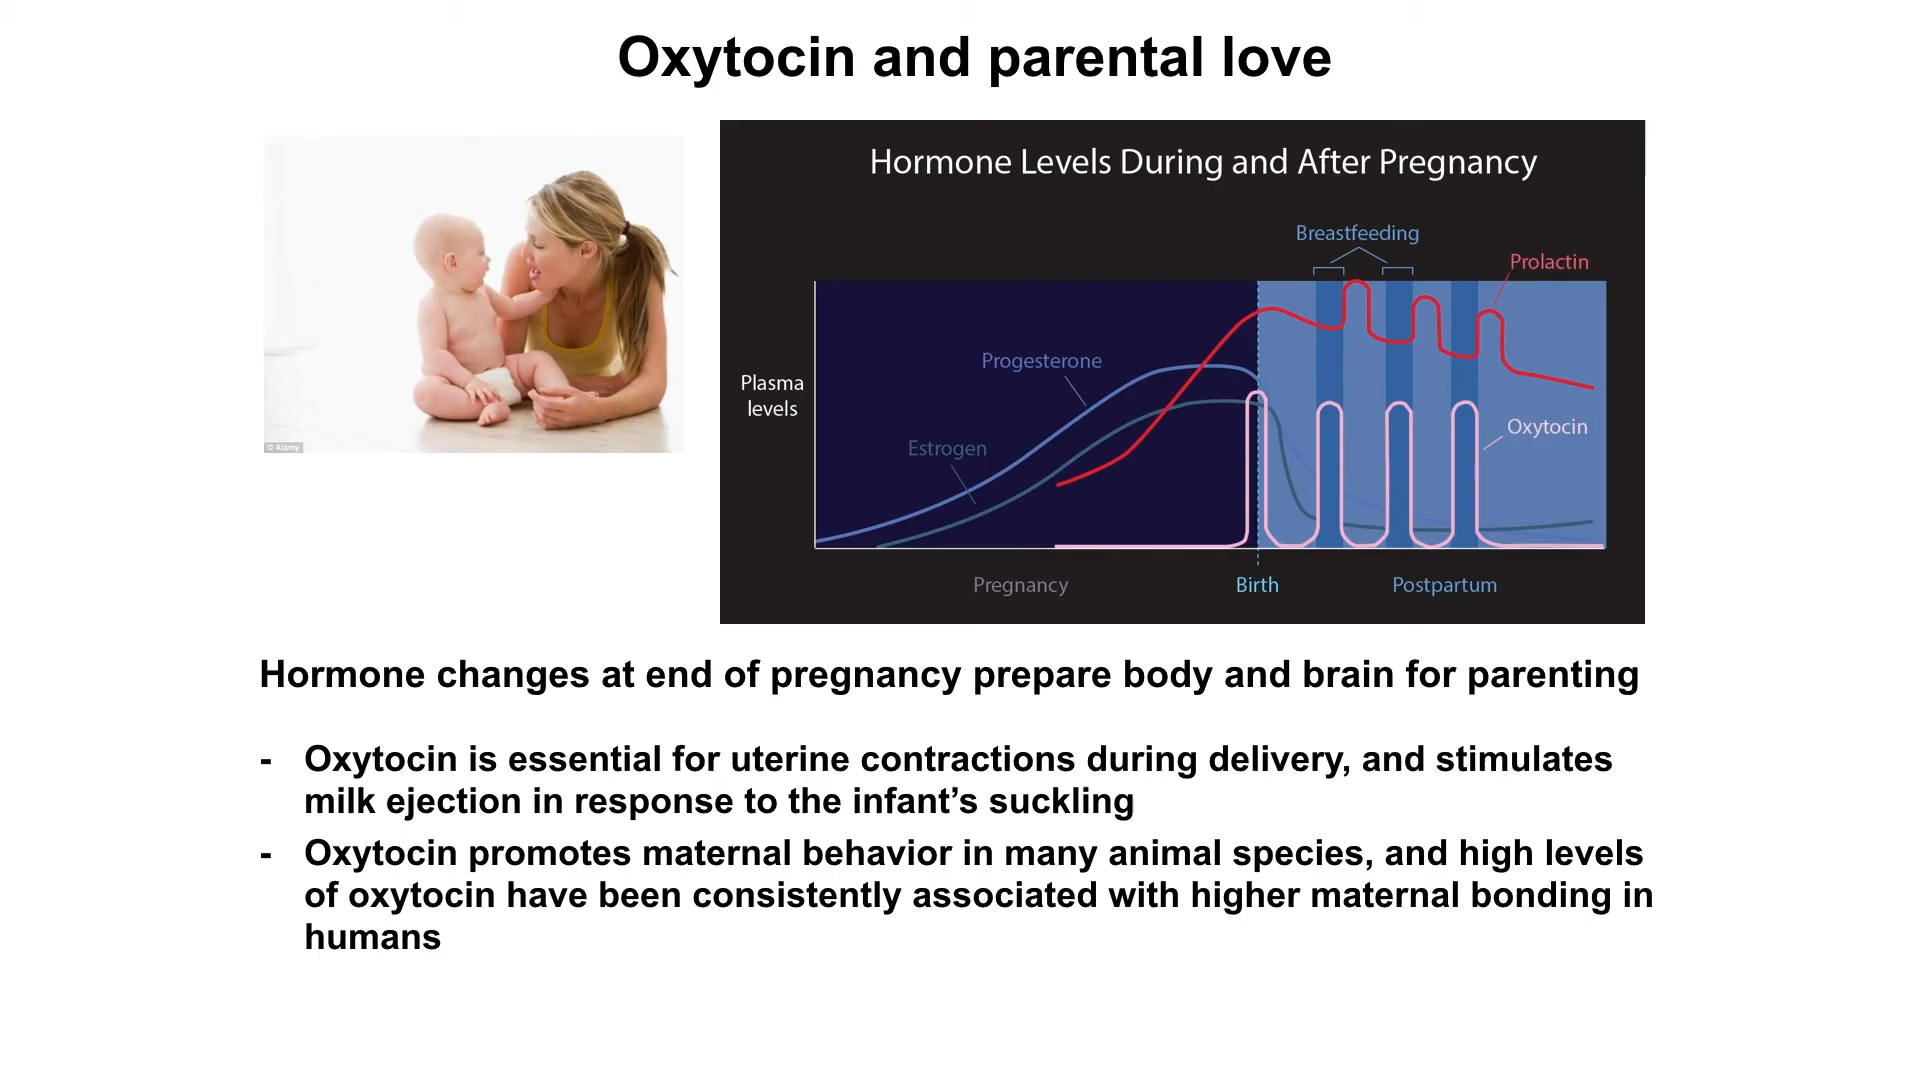 Oxytocin and parental love
© Alamy
Hormone Levels During and After Pregnancy
Breastfeeding
Prolactin
Progesterone
Plasma
levels
Estrogen
Oxytocin
Pregnancy
Birth
Postpartum
Hormone changes at end of pregnancy prepare body and brain for parenting
- Oxytocin is essential for uterine contractions during delivery, and stimulates
milk ejection in response to the infant’s suckling
- Oxytocin promotes maternal behavior in many animal species, and high levels
of oxytocin have been consistently associated with higher maternal bonding in
humans